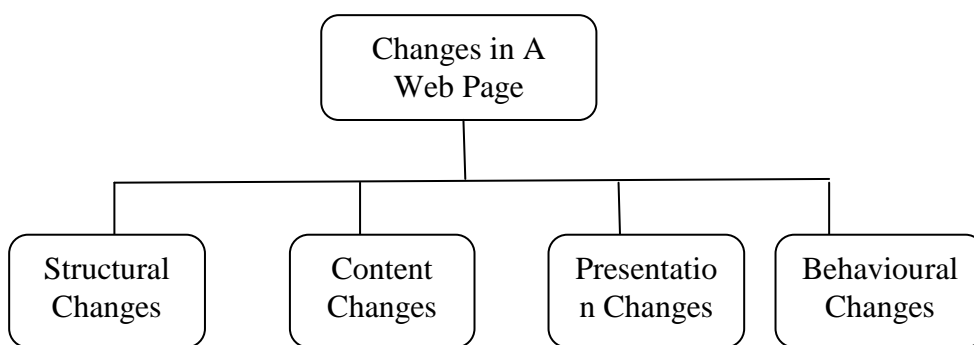 Changes in A
Web Page
Structural
Changes
Content
Changes
Presentatio
n Changes
Behavioural
Changes